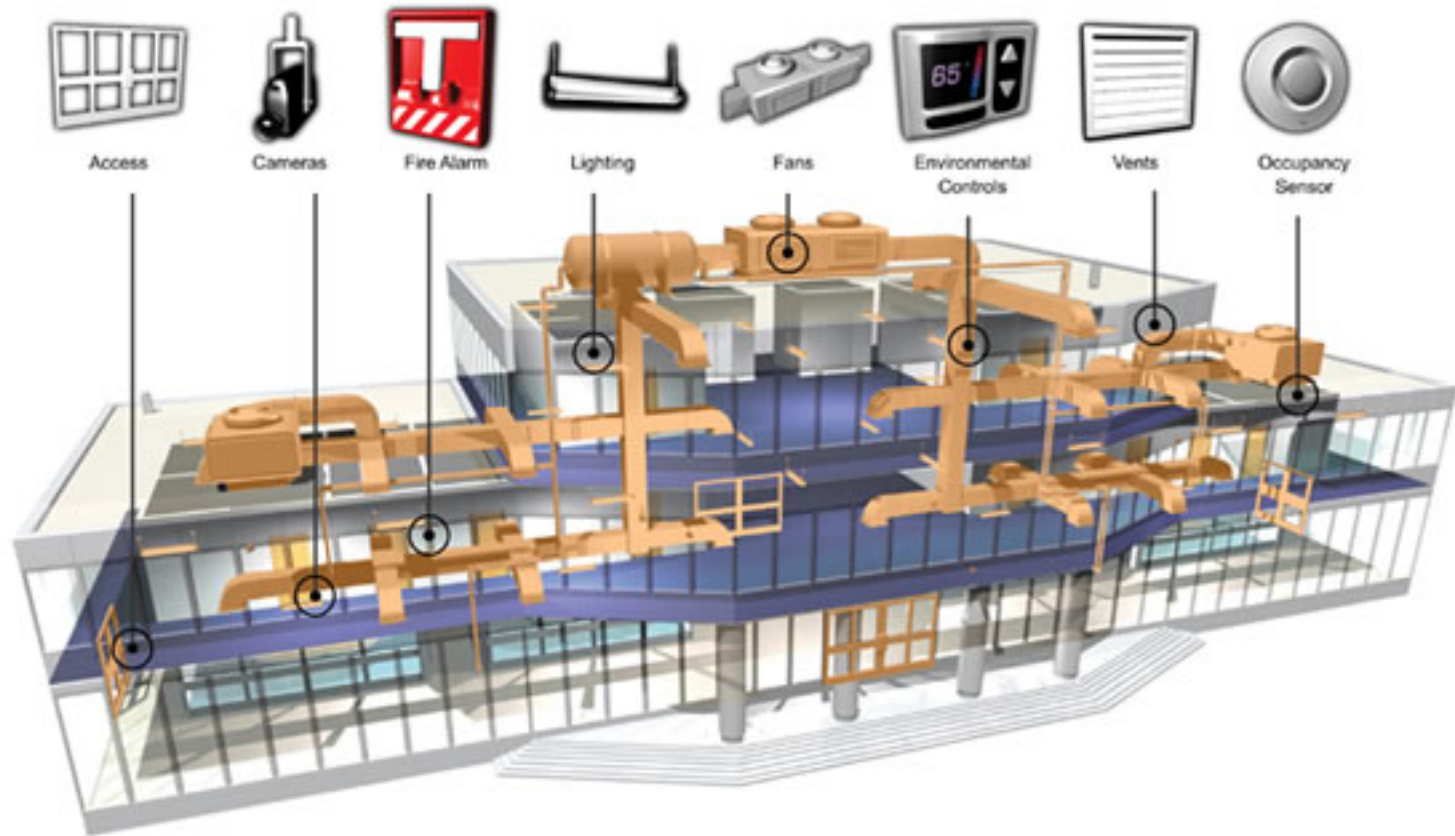 Access
Cameras
Fire Alarm
Lighting
Fans
65°
Environmental
Controls
Vents
Occupancy
Sensor